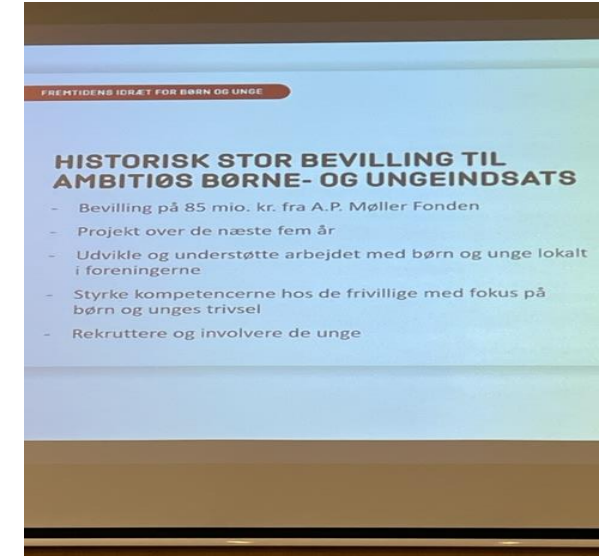 FREMTIDENS IDRÆT FOR BØRN OG UNGE
HISTORISK STOR BEVILLING TIL
AMBITIØS BØRNE- OG UNGEINDSATS
- Bevilling på 85 mio. kr. fra A.P. Møller Fonden
- Projekt over de næste fem år
- Udvikle og understøtte arbejdet med børn og unge lokalt
i foreningerne
- Styrke kompetencerne hos de frivillige med fokus på
børn og unges trivsel
- Rekruttere og involvere de unge